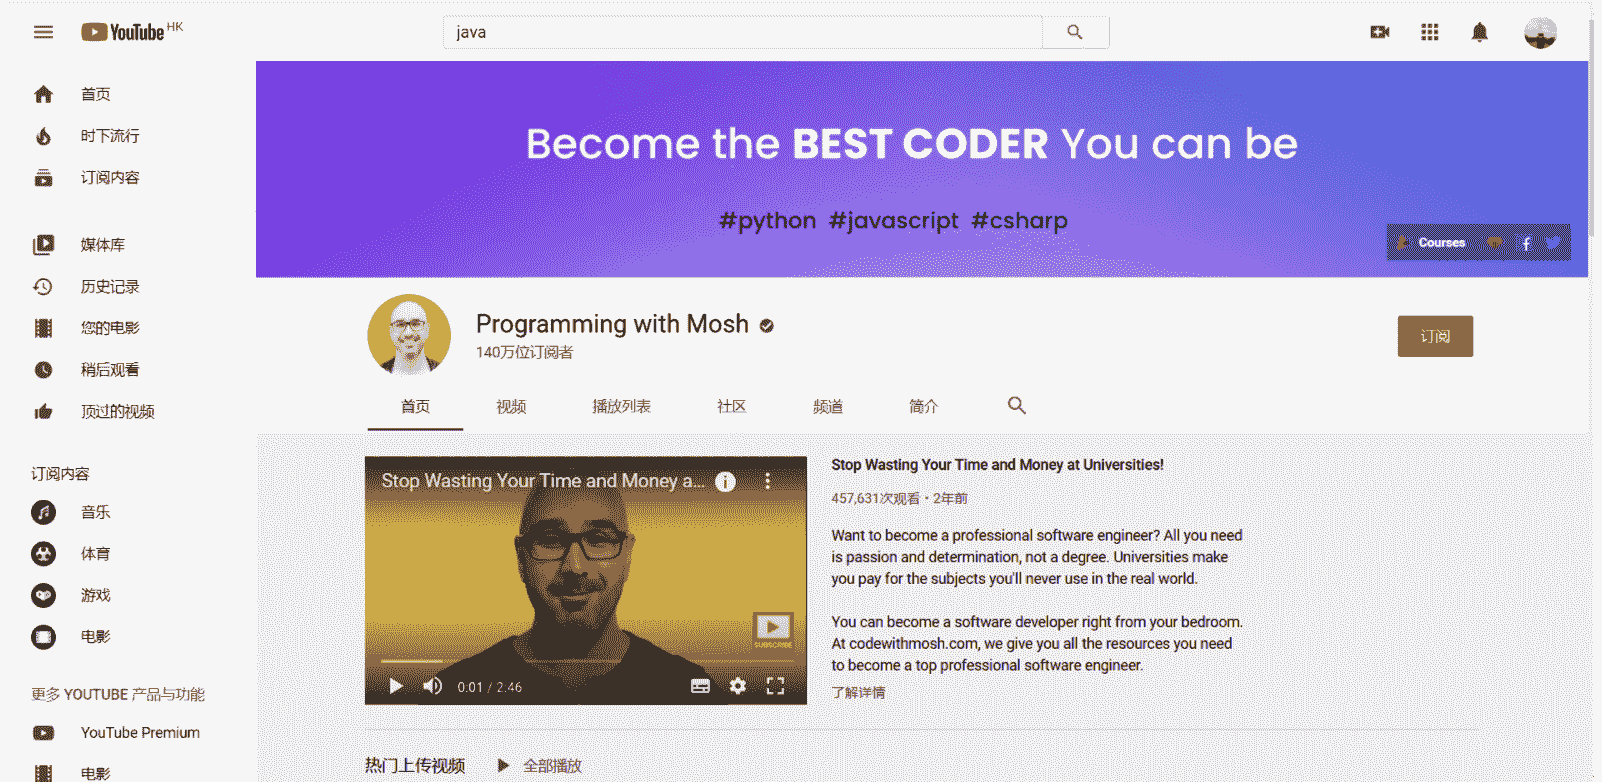 YouTube HK
java
首页
时下流行
订阅内容
媒体库
历史记录
您的电影
稍后观看
顶过的视频
订阅内容
音乐
体育
游戏
电影
更多 YOUTUBE 产品与功能
YouTube Premium
电影
Become the BEST CODER You can be
#python #javascript #csharp
Courses
Programming with Mosh
140万位订阅者
订阅
首页 视频 播放列表 社区 频道 简介
Stop Wasting Your Time and Money a...
SUBSCRIBE
0:01 / 2:46
Stop Wasting Your Time and Money at Universities!
457,631次观看 • 2年前
Want to become a professional software engineer? All you need
is passion and determination, not a degree. Universities make
you pay for the subjects you'll never use in the real world.
You can become a software developer right from your bedroom.
At codewithmosh.com, we give you all the resources you need
to become a top professional software engineer.
了解详情
热门上传视频 全部播放